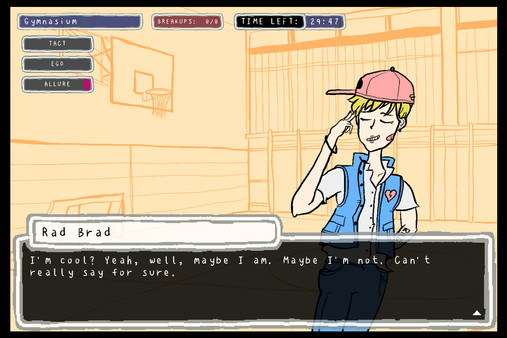 Gymnasium
BREAKUPS: 0/8
TIME LEFT: 29:47
TACT
EGO
ALLURE
Rad Brad
I'm cool? Yeah, well, maybe I am. Maybe I'm not. Can't
really say for sure.